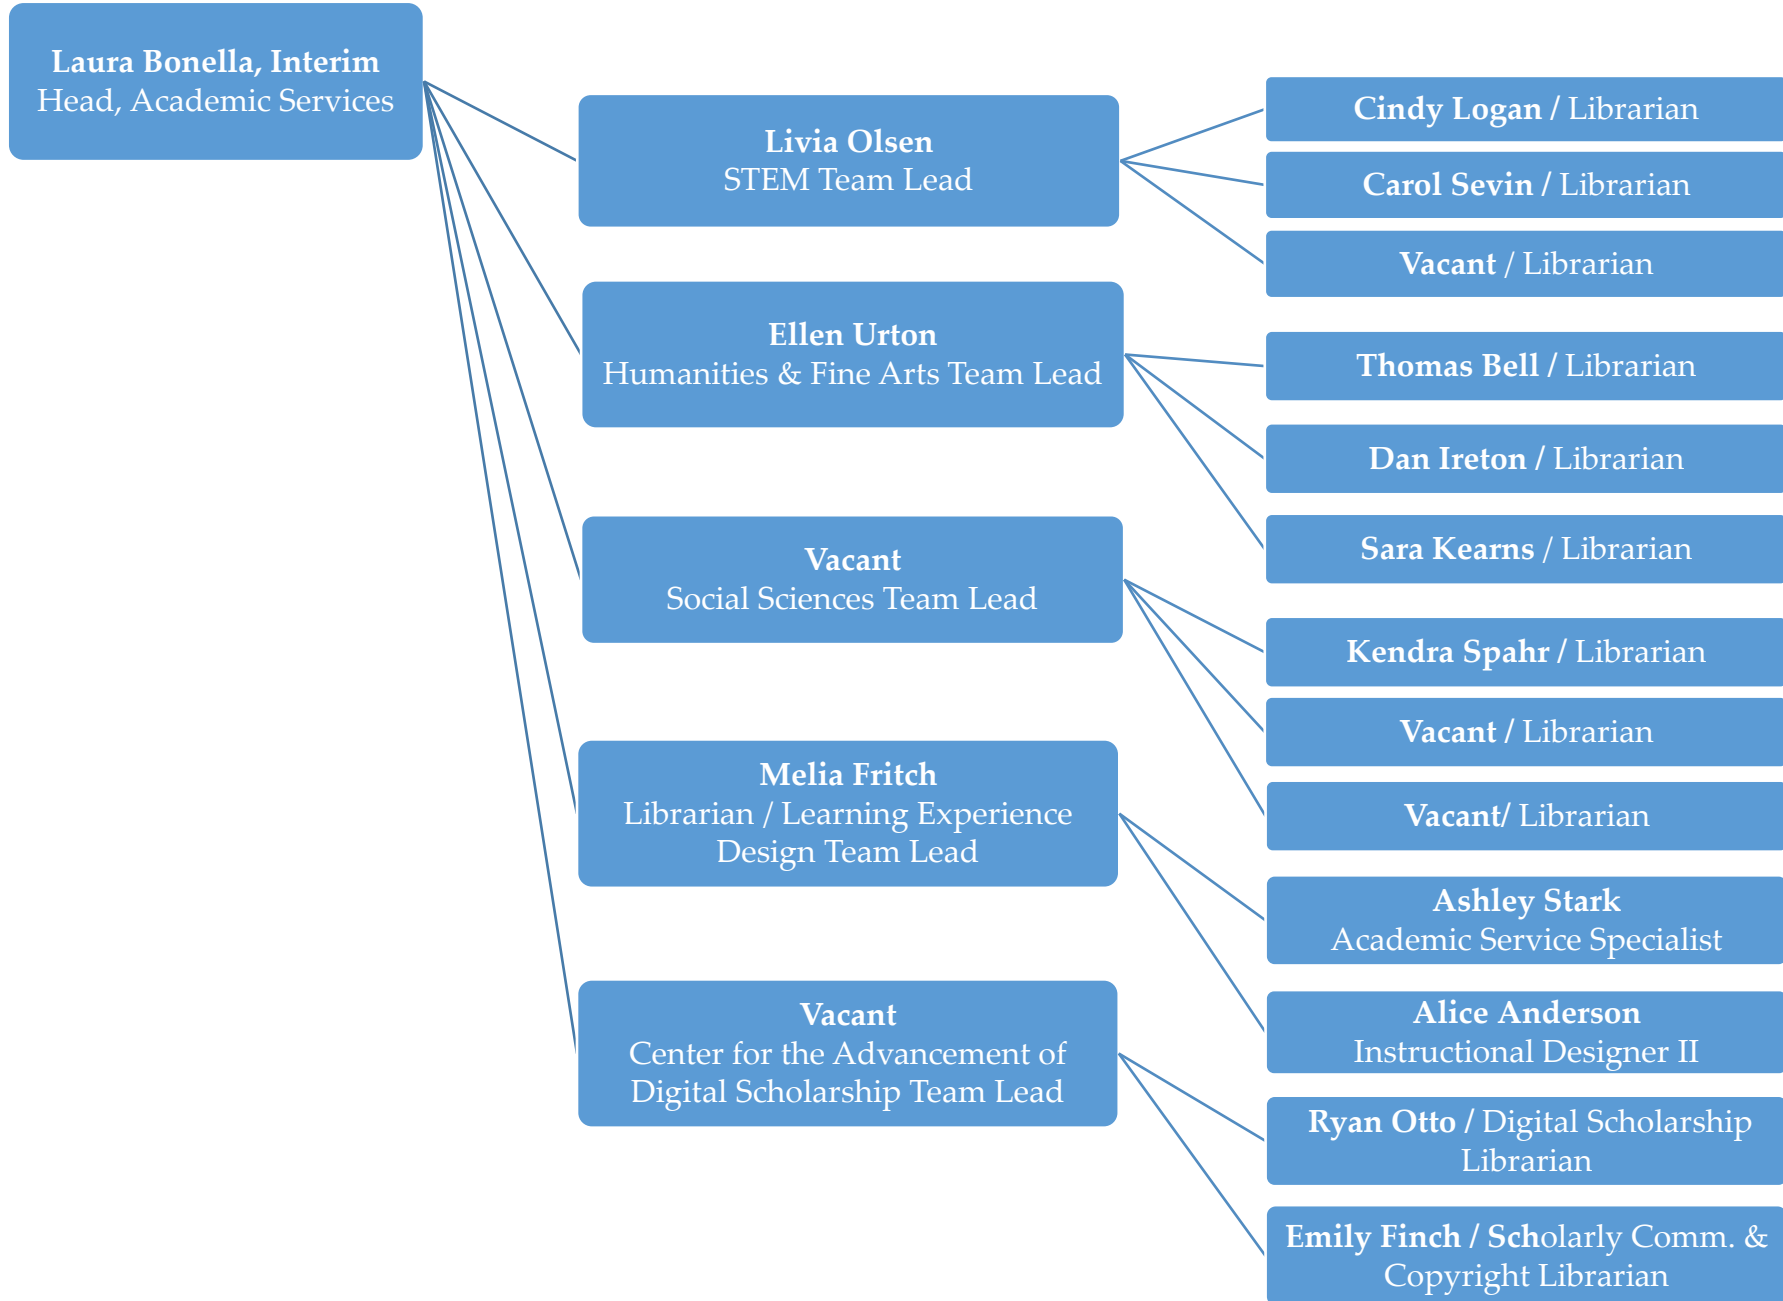 Laura Bonella, Interim
Head, Academic Services
Livia Olsen
STEM Team Lead
Cindy Logan / Librarian
Carol Sevin / Librarian
Vacant / Librarian
Ellen Urton
Humanities & Fine Arts Team Lead
Thomas Bell / Librarian
Dan Ireton / Librarian
Sara Kearns / Librarian
Vacant
Social Sciences Team Lead
Kendra Spahr / Librarian
Vacant / Librarian
Vacant/ Librarian
Melia Fritch
Librarian / Learning Experience
Design Team Lead
Ashley Stark
Academic Service Specialist
Alice Anderson
Instructional Designer II
Vacant
Center for the Advancement of
Digital Scholarship Team Lead
Ryan Otto / Digital Scholarship
Librarian
Emily Finch / Scholarly Comm. &
Copyright Librarian